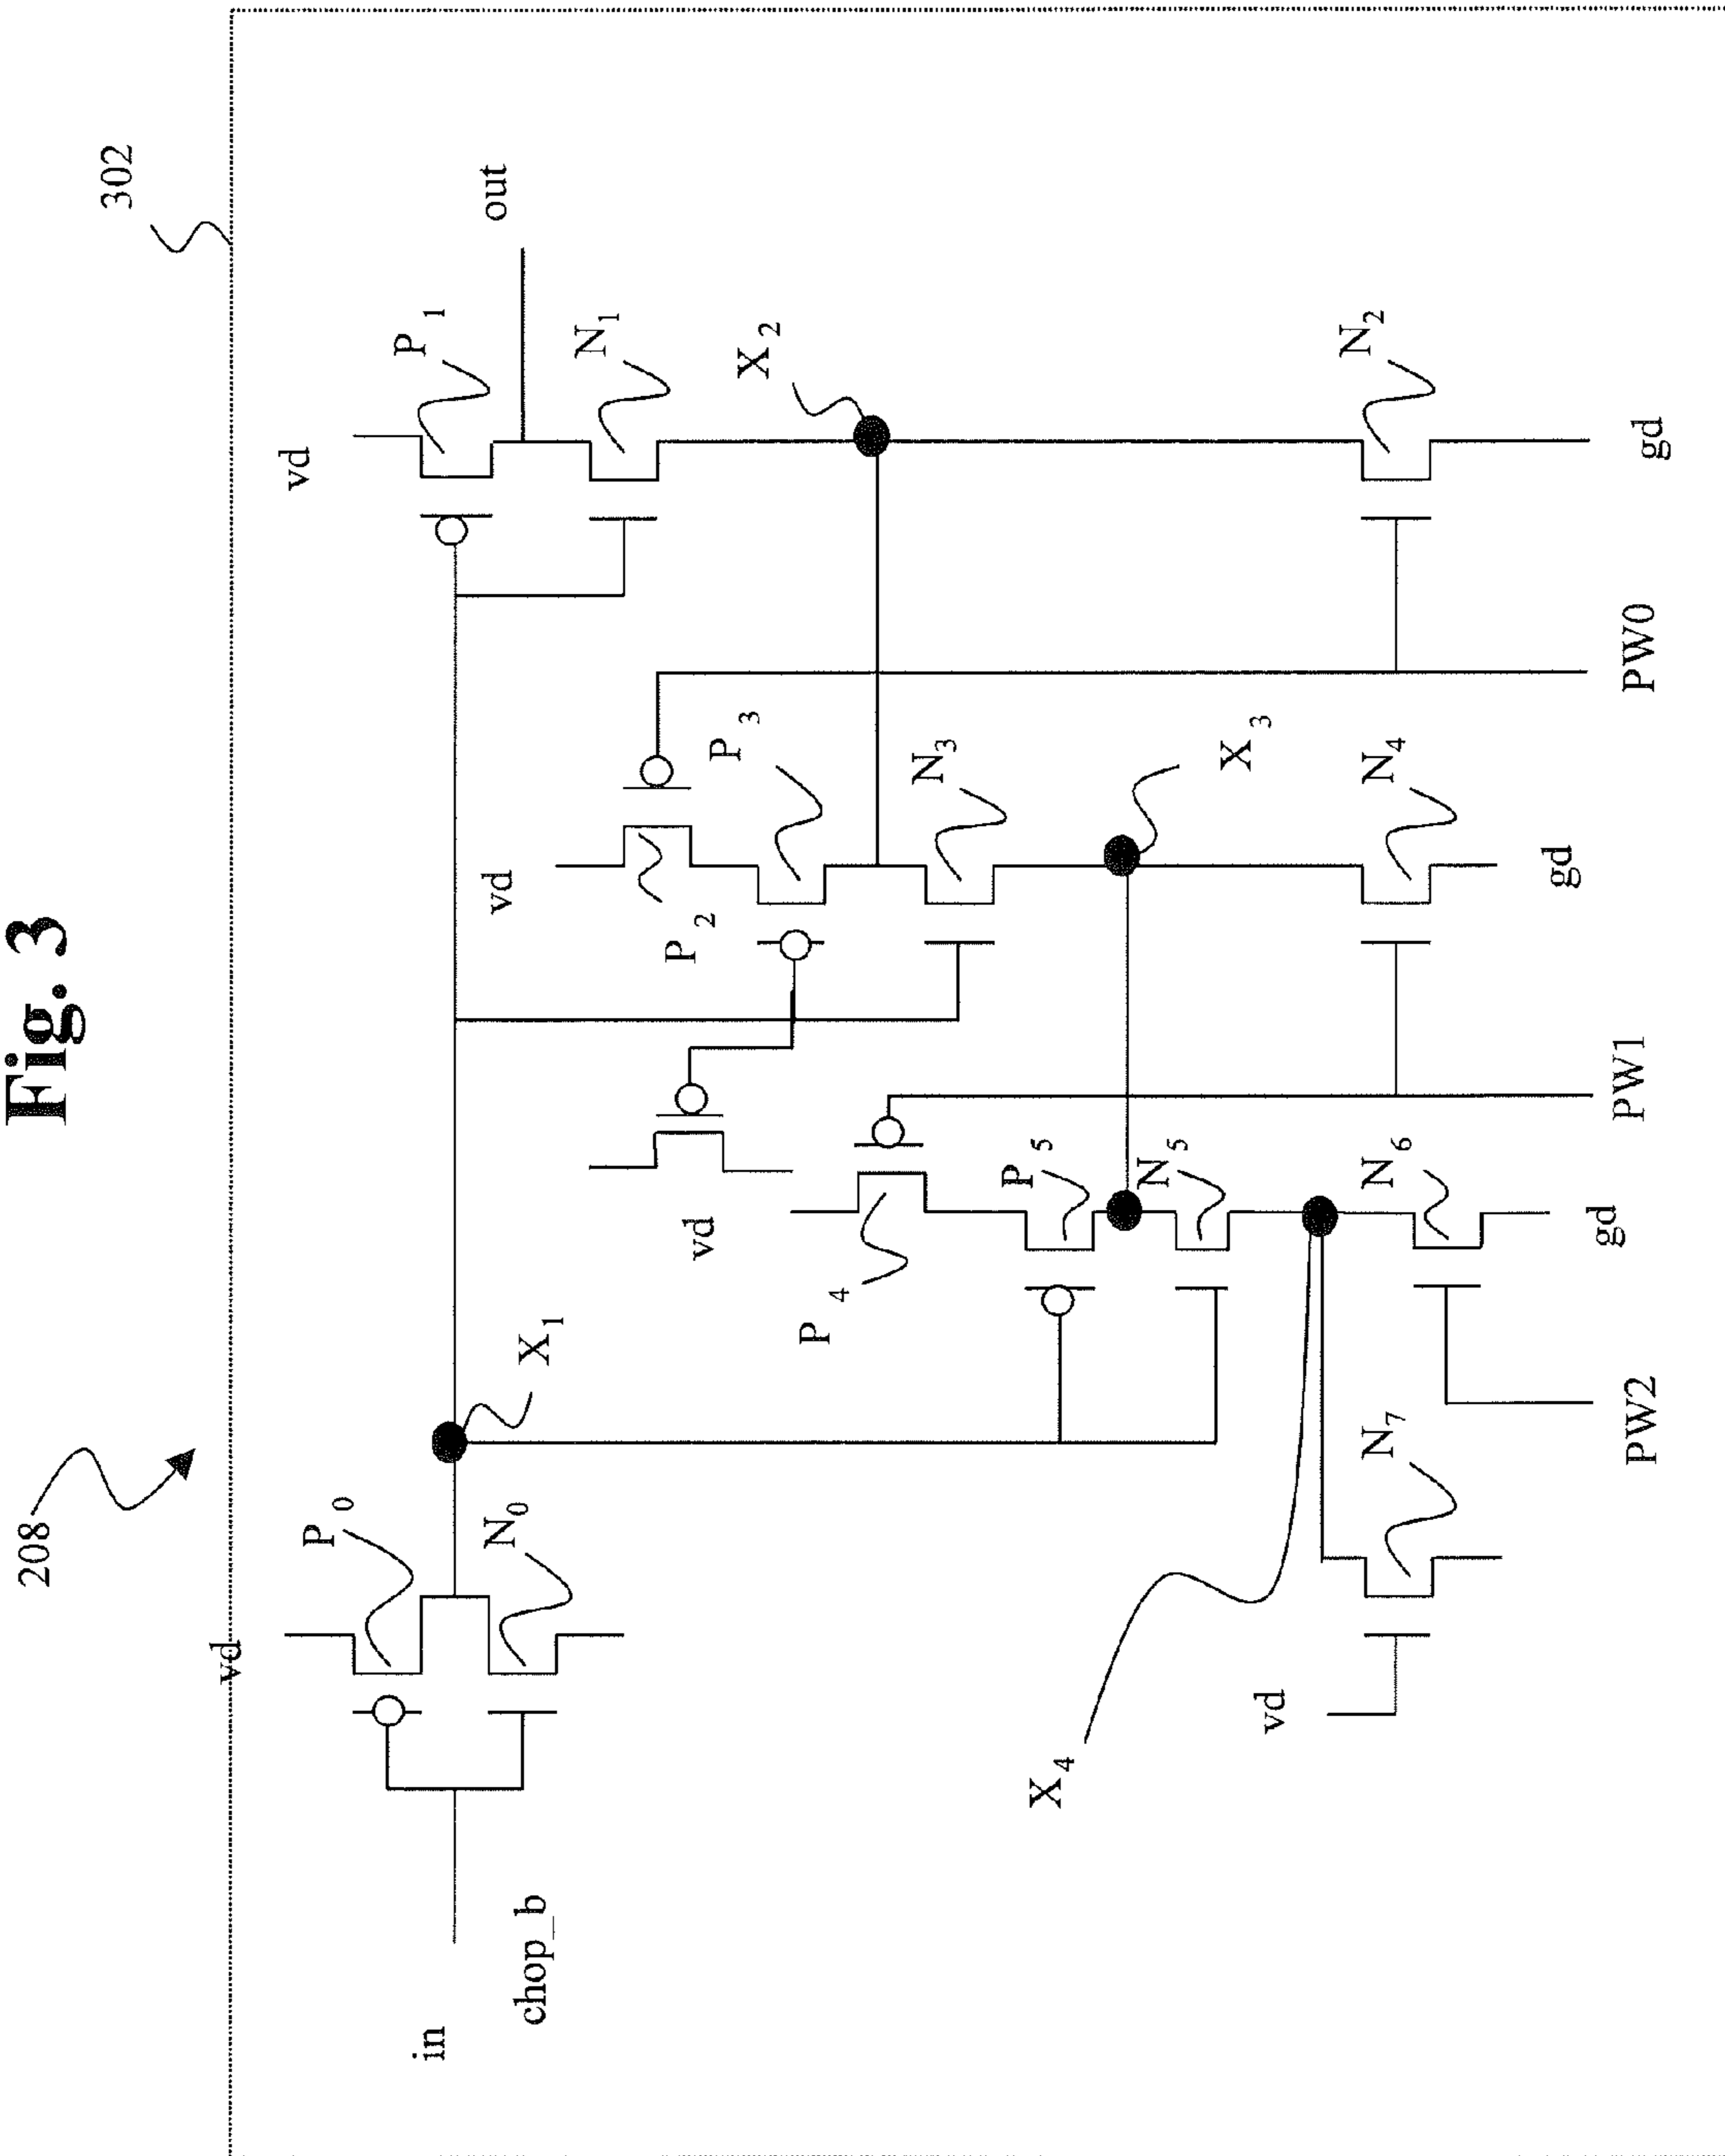 Fig. 3
208
302
vd
P0
N0
in
chop_b
X1
vd
P1
N1
out
X2
vd
P2
P3
N3
X3
vd
P4
P5
N5
X4
vd
N7
N6
N4
N2
gd
gd
gd
PW2
PW1
PW0